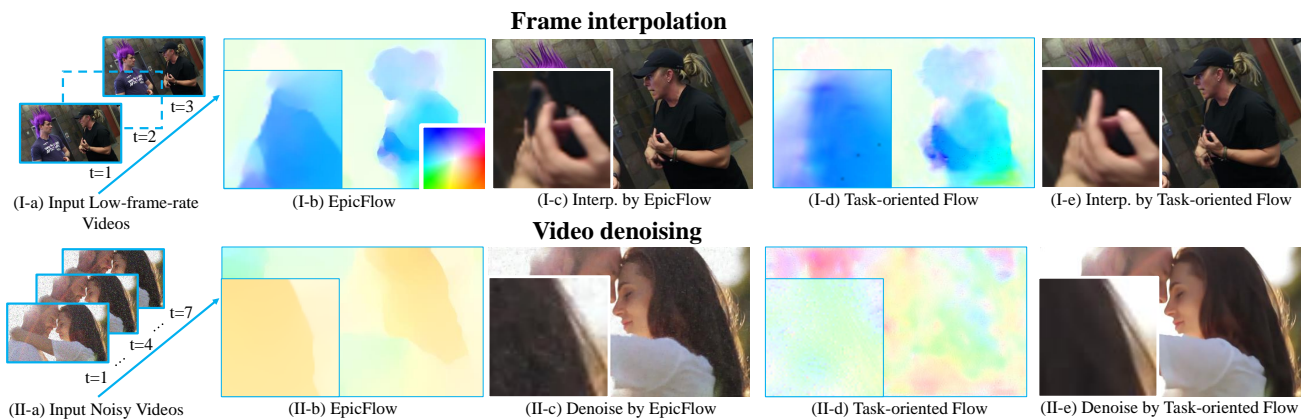 Frame interpolation
t=3
t=2
t=1
(I-a) Input Low-frame-rate
Videos
(I-b) EpicFlow
(I-c) Interp. by EpicFlow
(I-d) Task-oriented Flow
(I-e) Interp. by Task-oriented Flow
Video denoising
t=7
...
t=4
...
t=1
(II-a) Input Noisy Videos
(II-b) EpicFlow
(II-c) Denoise by EpicFlow
(II-d) Task-oriented Flow
(II-e) Denoise by Task-oriented Flow